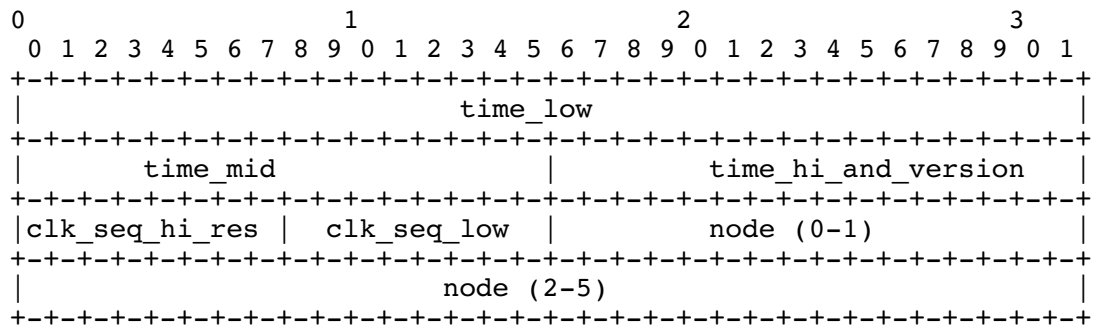 0                   1                   2                   3
 0 1 2 3 4 5 6 7 8 9 0 1 2 3 4 5 6 7 8 9 0 1 2 3 4 5 6 7 8 9 0 1
+-+-+-+-+-+-+-+-+-+-+-+-+-+-+-+-+-+-+-+-+-+-+-+-+-+-+-+-+-+-+-+-+
|                          time_low                             |
+-+-+-+-+-+-+-+-+-+-+-+-+-+-+-+-+-+-+-+-+-+-+-+-+-+-+-+-+-+-+-+-+
|       time_mid                |         time_hi_and_version   |
+-+-+-+-+-+-+-+-+-+-+-+-+-+-+-+-+-+-+-+-+-+-+-+-+-+-+-+-+-+-+-+-+
|clk_seq_hi_res |  clk_seq_low  |         node (0-1)            |
+-+-+-+-+-+-+-+-+-+-+-+-+-+-+-+-+-+-+-+-+-+-+-+-+-+-+-+-+-+-+-+-+
|                         node (2-5)                            |
+-+-+-+-+-+-+-+-+-+-+-+-+-+-+-+-+-+-+-+-+-+-+-+-+-+-+-+-+-+-+-+-+